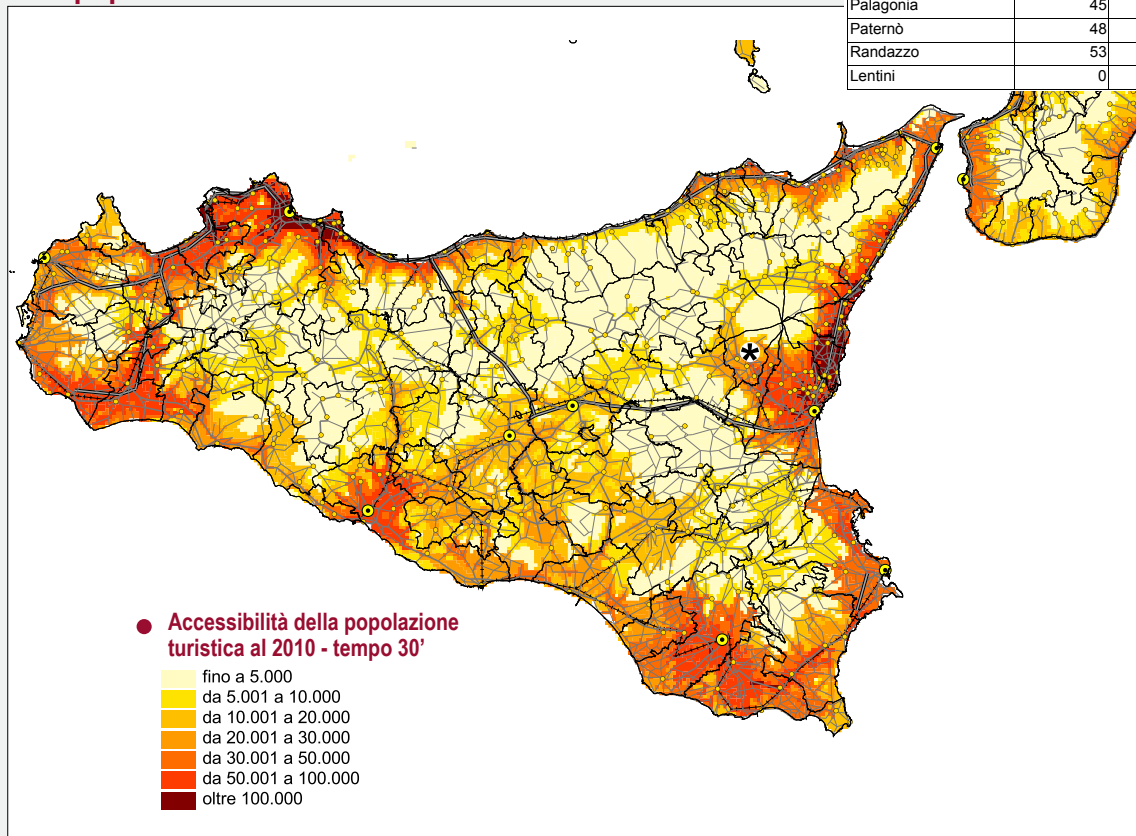 Palagonia 45
Paternò 48
Randazzo 53
Lentini 0
*
Accessibilità della popolazione
turistica al 2010 - tempo 30’
fino a 5.000
da 5.001 a 10.000
da 10.001 a 20.000
da 20.001 a 30.000
da 30.001 a 50.000
da 50.001 a 100.000
oltre 100.000